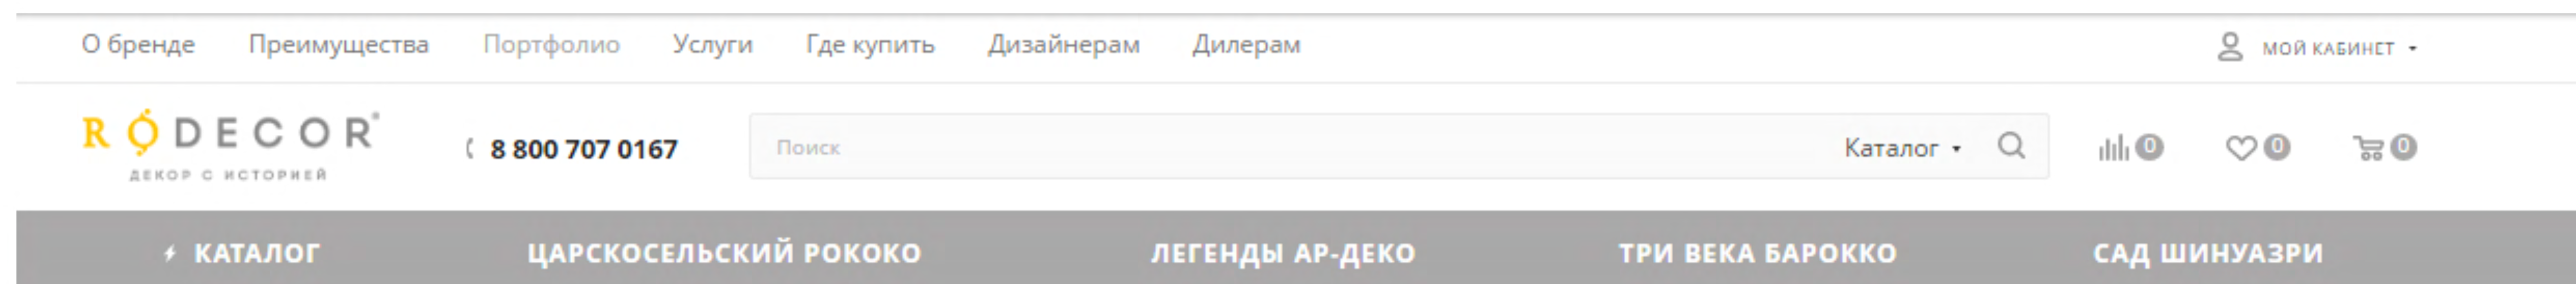 О бренде Преимущества Портфолио Услуги Где купить Дизайнерам Дилерам МОЙ КАБИНЕТ
RÓDECOR® 8 800 707 0167 Поиск Каталог 0 0 0
ДЕКОР С ИСТОРИЕЙ
КАТАЛОГ ЦАРСКОСЕЛЬСКИЙ РОКОКО ЛЕГЕНДЫ АР-ДЕКО ТРИ ВЕКА БАРОККО САД ШИНУАЗРИ